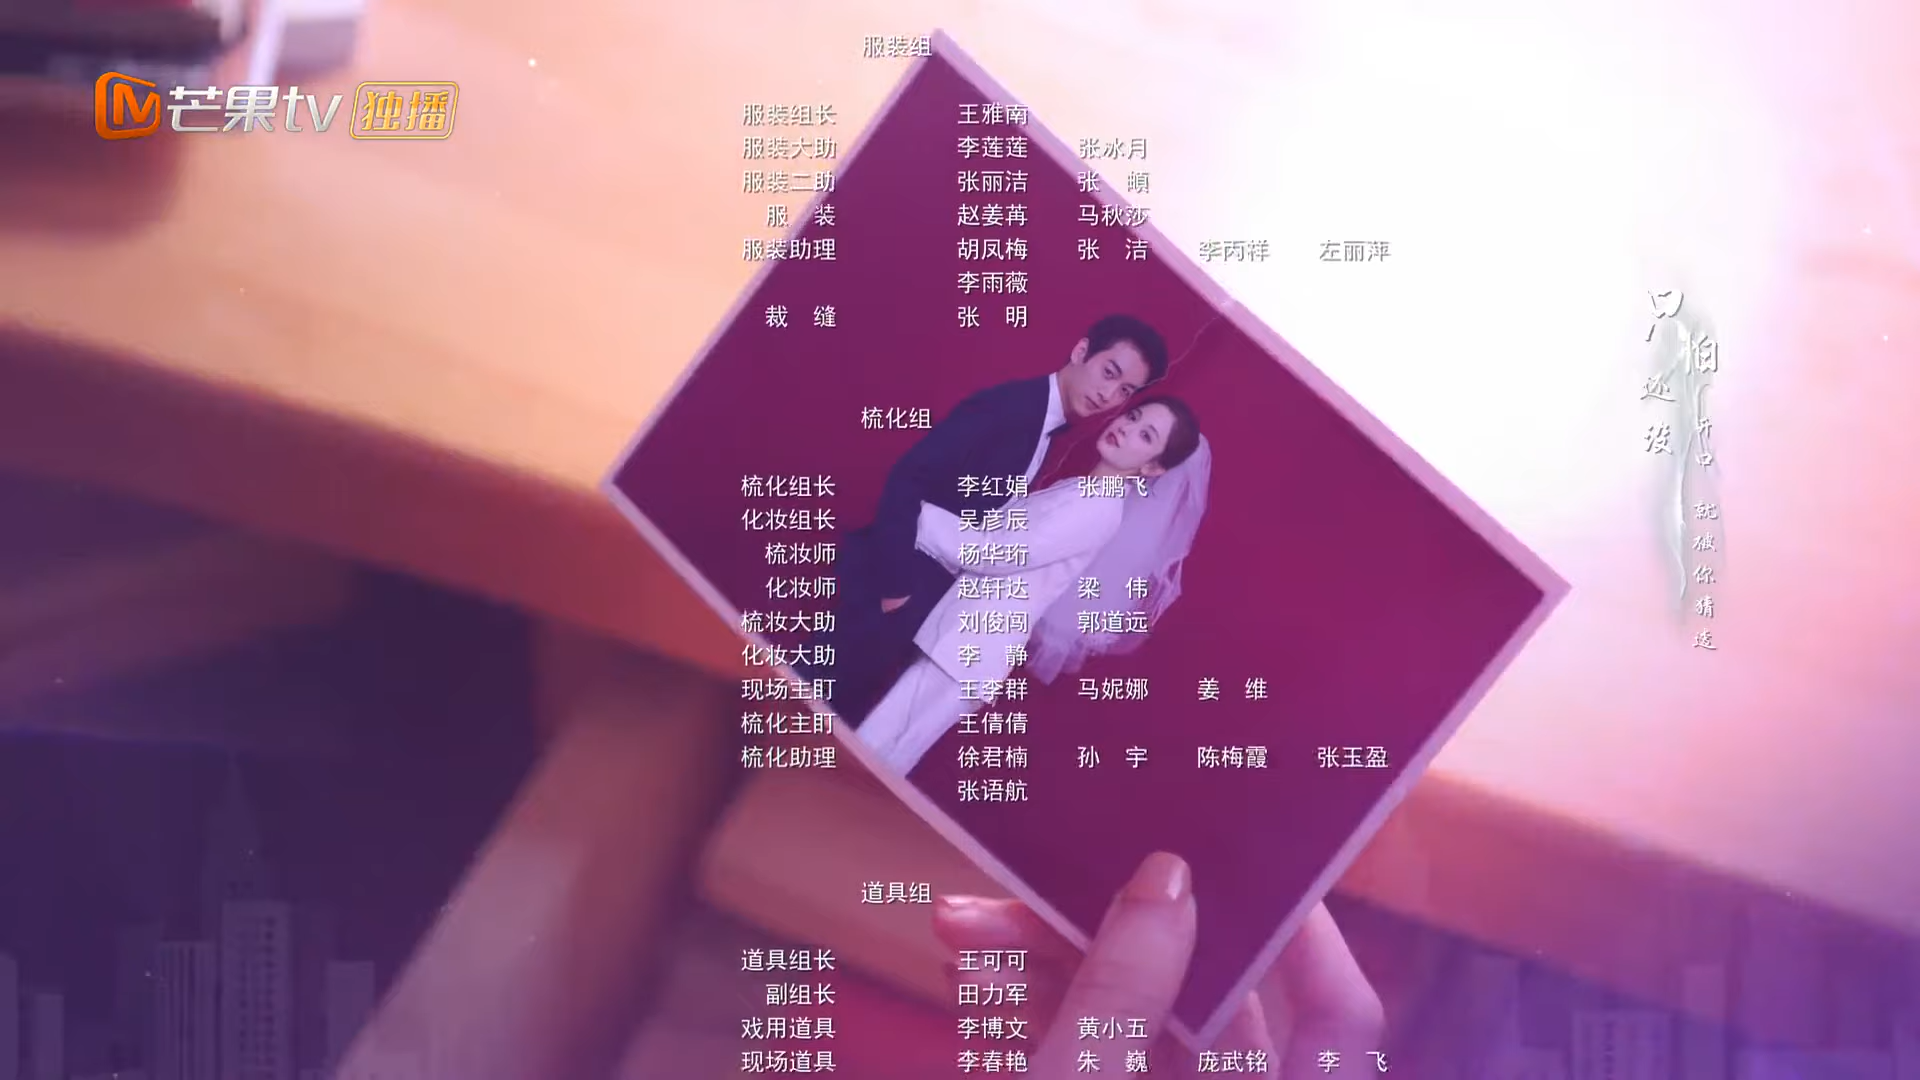 芒果tv 独播
服装组
服装组长 王雅南
服装大助 李莲莲 张冰月
服装二助 张丽洁 张 頔
服 装 赵姜苒 马秋莎
服装助理 胡凤梅 张 洁 李丙祥 左丽萍
李雨薇
裁 缝 张 明
梳化组
梳化组长 李红娟 张鹏飞
化妆组长 吴彦辰
梳妆师 杨华珩
化妆师 赵轩达 梁 伟
梳妆大助 刘俊闯 郭道远
化妆大助 李 静
现场主盯 王李群 马妮娜 姜 维
梳化主盯 王倩倩
梳化助理 徐君楠 孙 宇 陈梅霞 张玉盈
张语航
道具组
道具组长 王可可
副组长 田力军
戏用道具 李博文 黄小五
现场道具 李春艳 朱 巍 庞武铭 李 飞
只怕还没
开口就被你猜透